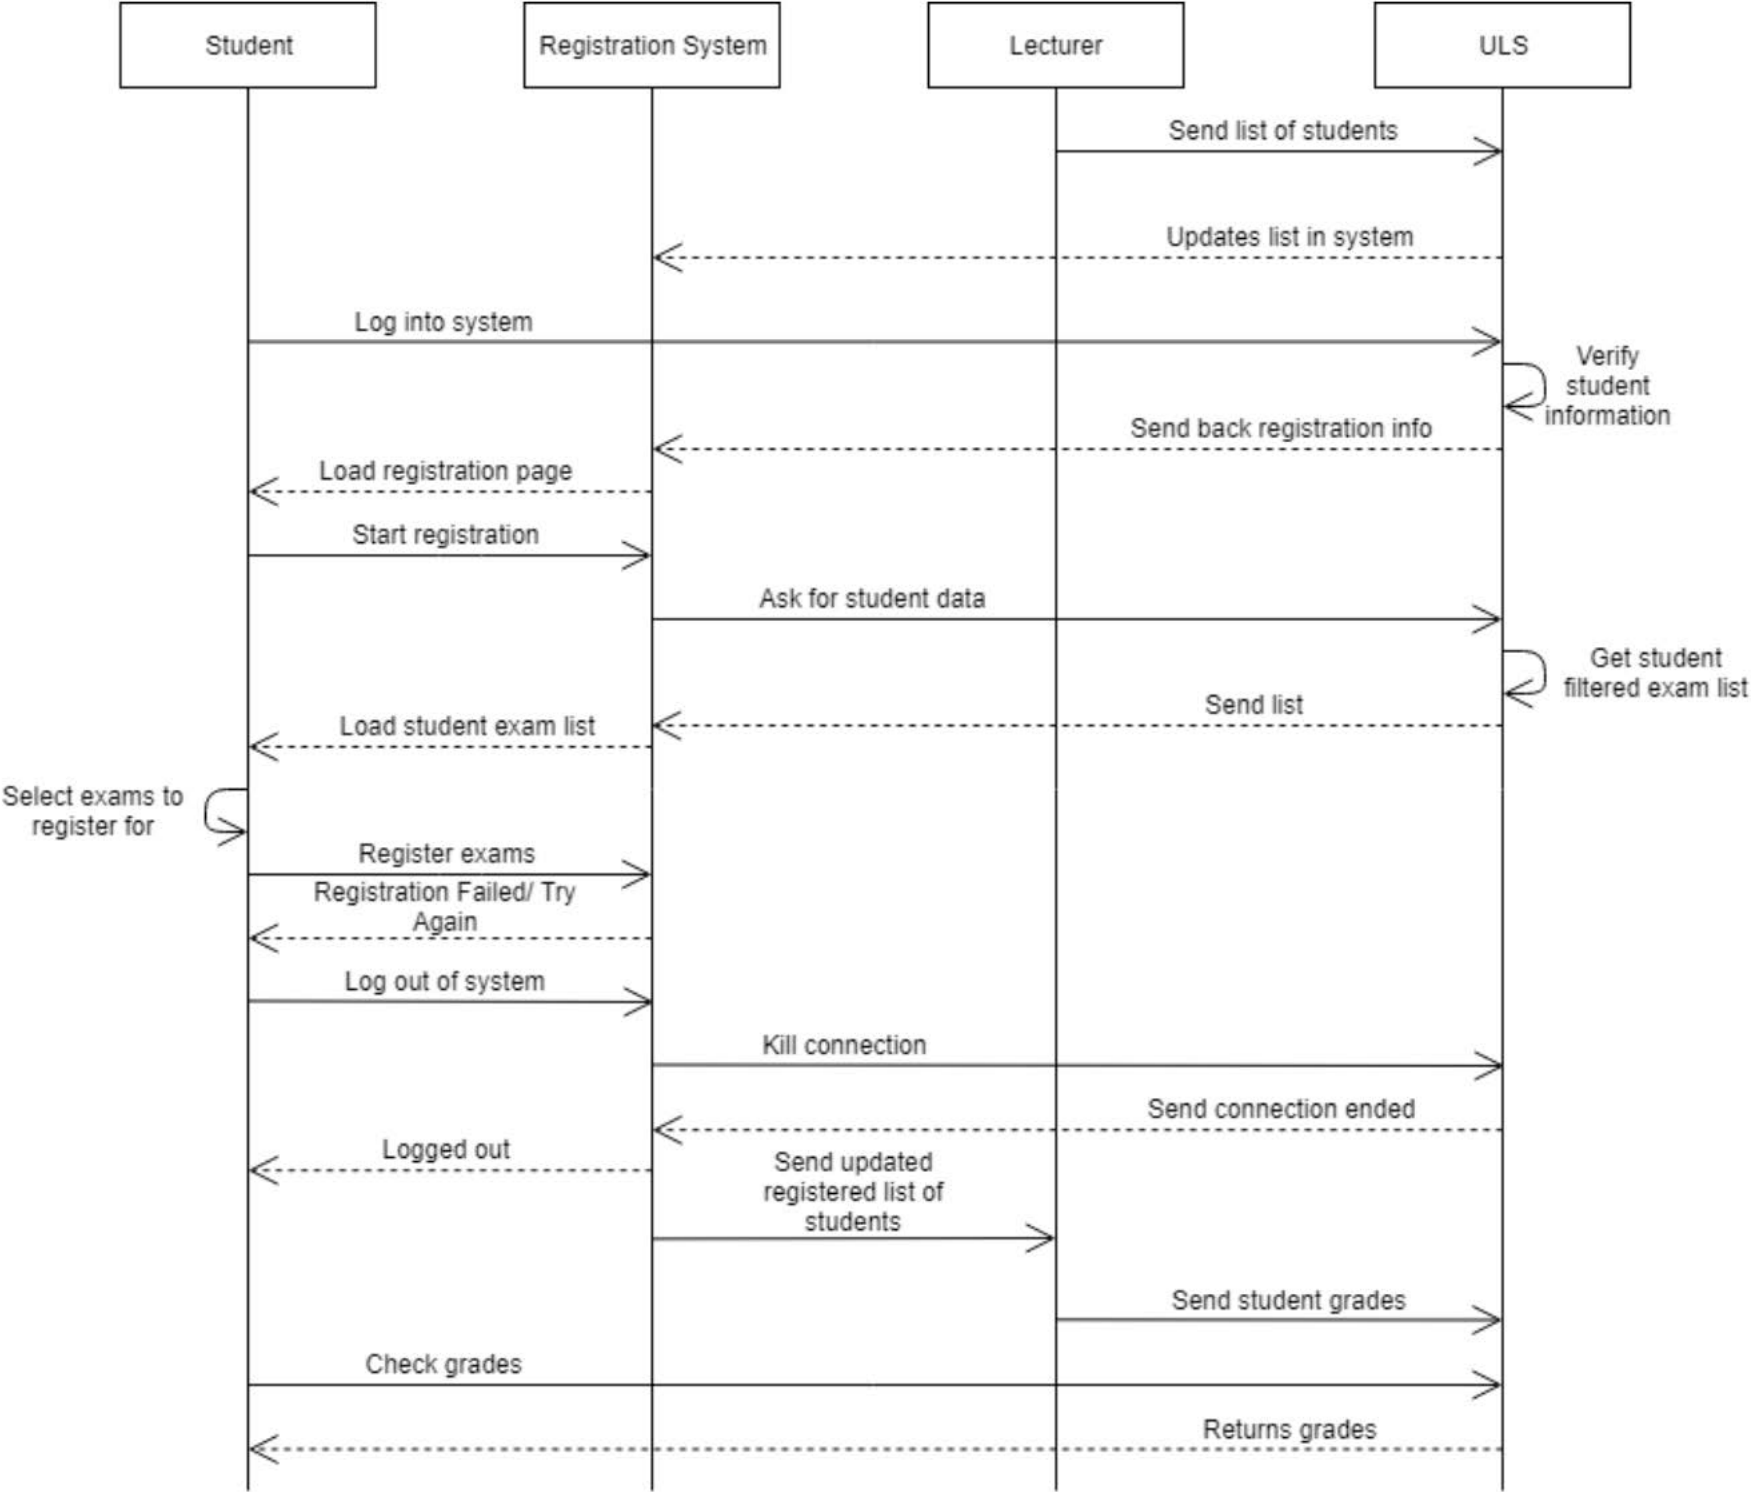 Student
Registration System
Lecturer
ULS
Send list of students
Updates list in system
Log into system
Verify
student
information
Send back registration info
Load registration page
Start registration
Ask for student data
Get student
filtered exam list
Send list
Load student exam list
Select exams to
register for
Register exams
Registration Failed/ Try
Again
Log out of system
Kill connection
Send connection ended
Logged out
Send updated
registered list of
students
Send student grades
Check grades
Returns grades